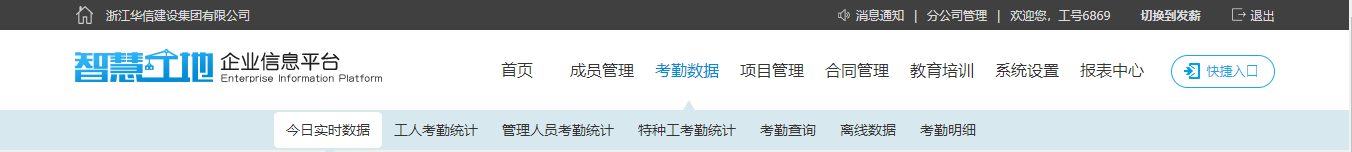 浙江华信建设集团有限公司 消息通知 | 分公司管理 | 欢迎您，工号6869 切换到发薪 退出
智慧工地 企业信息平台 首页 成员管理 考勤数据 项目管理 合同管理 教育培训 系统设置 报表中心 快捷入口
Enterprise Information Platform
今日实时数据 工人考勤统计 管理人员考勤统计 特种工考勤统计 考勤查询 离线数据 考勤明细